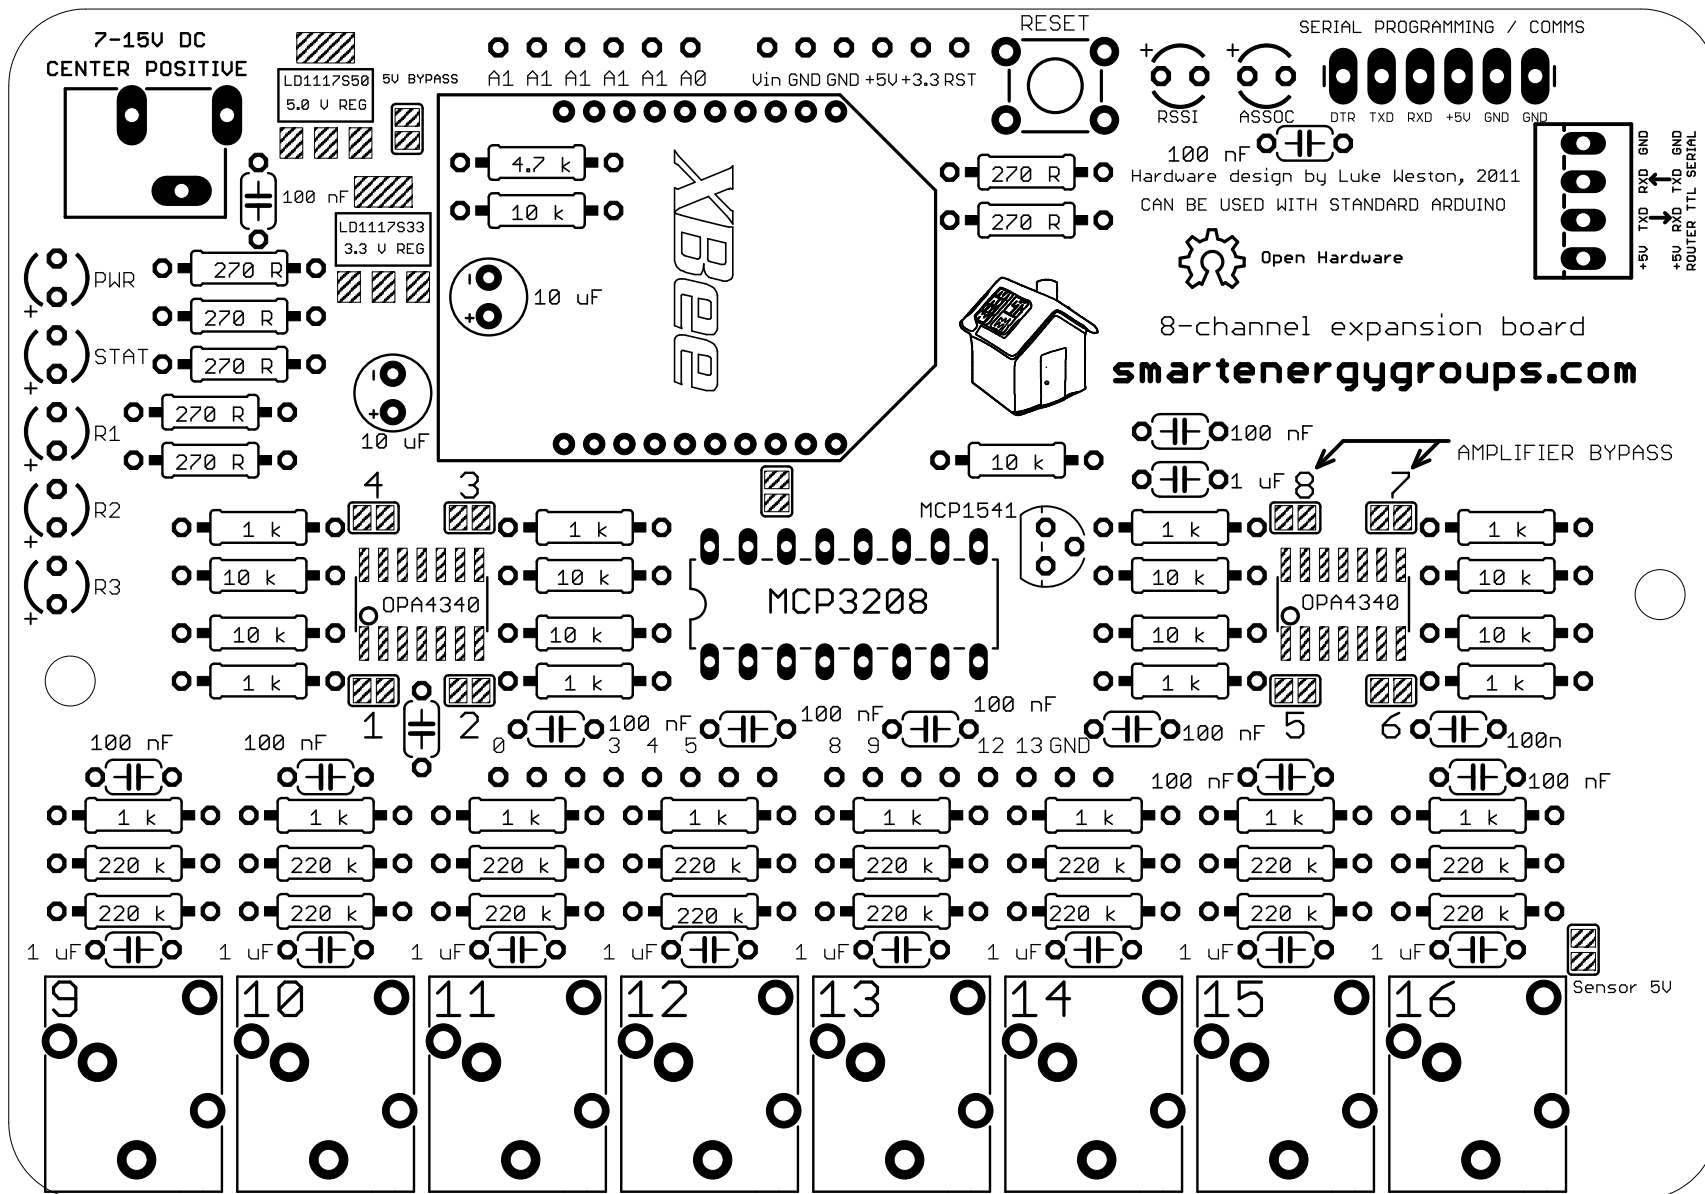 7-15V DC
CENTER POSITIVE
LD1117S50
5.0 V REG
5V BYPASS
A1 A1 A1 A1 A1 A0
Vin GND GND +5V +3.3 RST
RESET
+
RSSI
+
ASSOC
SERIAL PROGRAMMING / COMMS
DTR TXD RXD +5V GND GND
100 nF
+5V TXD RXD GND
+5V RXD TXD GND
ROUTER TTL SERIAL
Hardware design by Luke Weston, 2011
CAN BE USED WITH STANDARD ARDUINO
Open Hardware
8-channel expansion board
smartenergygroups.com
100 nF
LD1117S33
3.3 V REG
4.7 k
10 k
XBee
270 R
270 R
- +
10 uF
- +
10 uF
PWR
+
STAT
+
R1
+
R2
+
R3
+
270 R
270 R
270 R
270 R
270 R
10 k
100 nF
1 uF
AMPLIFIER BYPASS
4 3
8 7
MCP1541
1 k 1 k 1 k 1 k
10 k 10 k 10 k 10 k
OPA4340
MCP3208
OPA4340
10 k 10 k 10 k 10 k
1 k 1 k 1 k 1 k
1 2
5 6
100 nF 100 nF 100 nF 100 nF 100n
0 3 4 5 8 9 12 13 GND
100 nF 100 nF 100 nF 100 nF
1 k 1 k 1 k 1 k 1 k 1 k 1 k 1 k
220 k 220 k 220 k 220 k 220 k 220 k 220 k 220 k
220 k 220 k 220 k 220 k 220 k 220 k 220 k 220 k
1 uF 1 uF 1 uF 1 uF 1 uF 1 uF 1 uF 1 uF
Sensor 5V
9 10 11 12 13 14 15 16